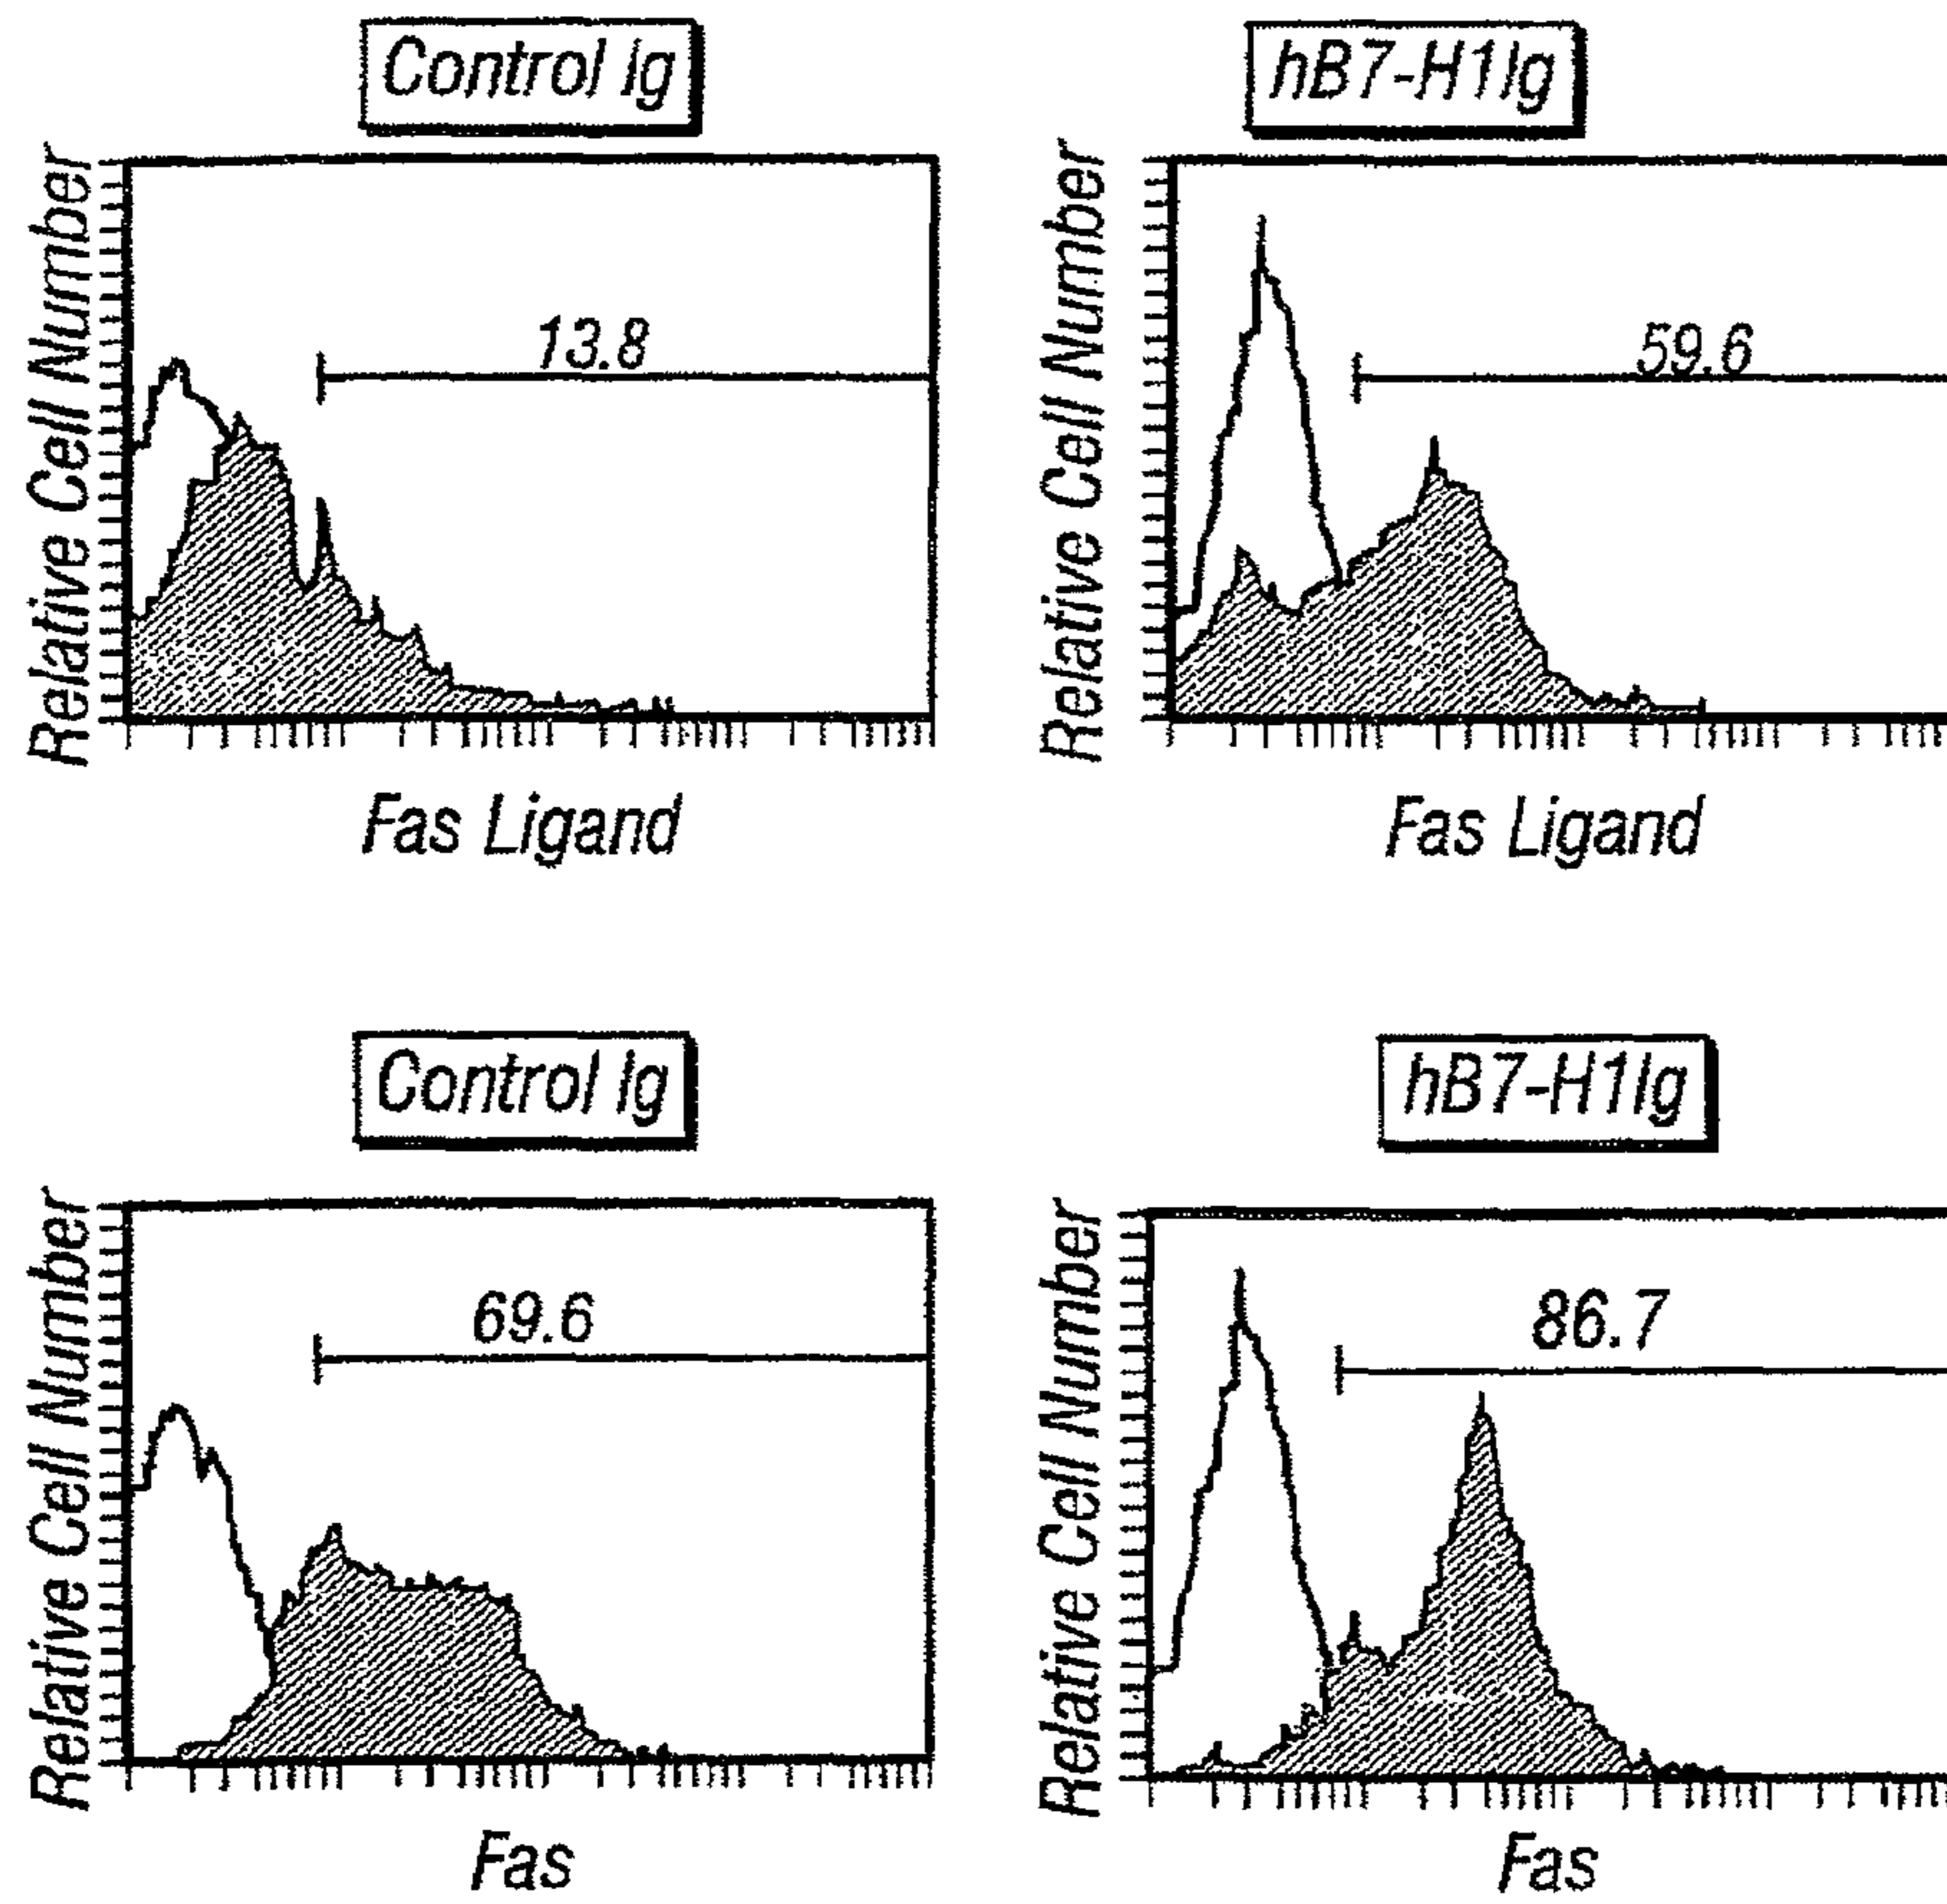 Control Ig
hB7-H1Ig
Relative Cell Number
13.8
Relative Cell Number
59.6
Fas Ligand
Fas Ligand
Control Ig
hB7-H1Ig
Relative Cell Number
69.6
Relative Cell Number
86.7
Fas
Fas